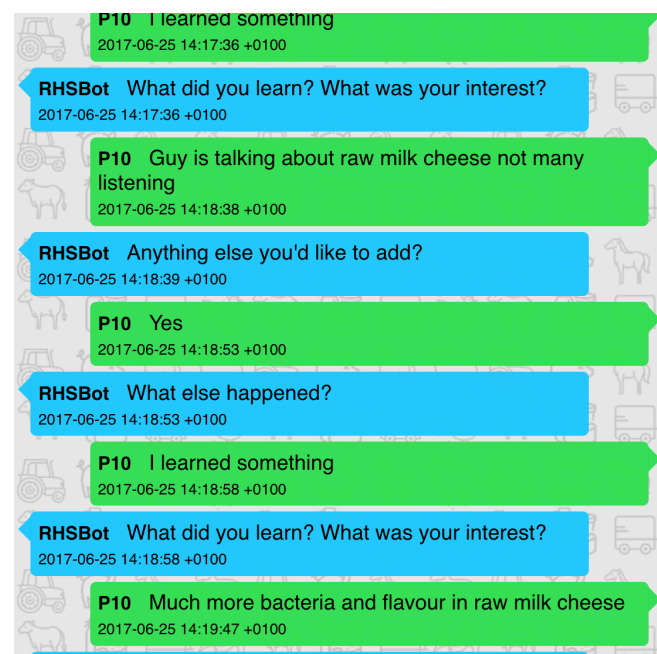 P10 I learned something
2017-06-25 14:17:36 +0100
RHSBot What did you learn? What was your interest?
2017-06-25 14:17:36 +0100
P10 Guy is talking about raw milk cheese not many
listening
2017-06-25 14:18:38 +0100
RHSBot Anything else you'd like to add?
2017-06-25 14:18:39 +0100
P10 Yes
2017-06-25 14:18:53 +0100
RHSBot What else happened?
2017-06-25 14:18:53 +0100
P10 I learned something
2017-06-25 14:18:58 +0100
RHSBot What did you learn? What was your interest?
2017-06-25 14:18:58 +0100
P10 Much more bacteria and flavour in raw milk cheese
2017-06-25 14:19:47 +0100